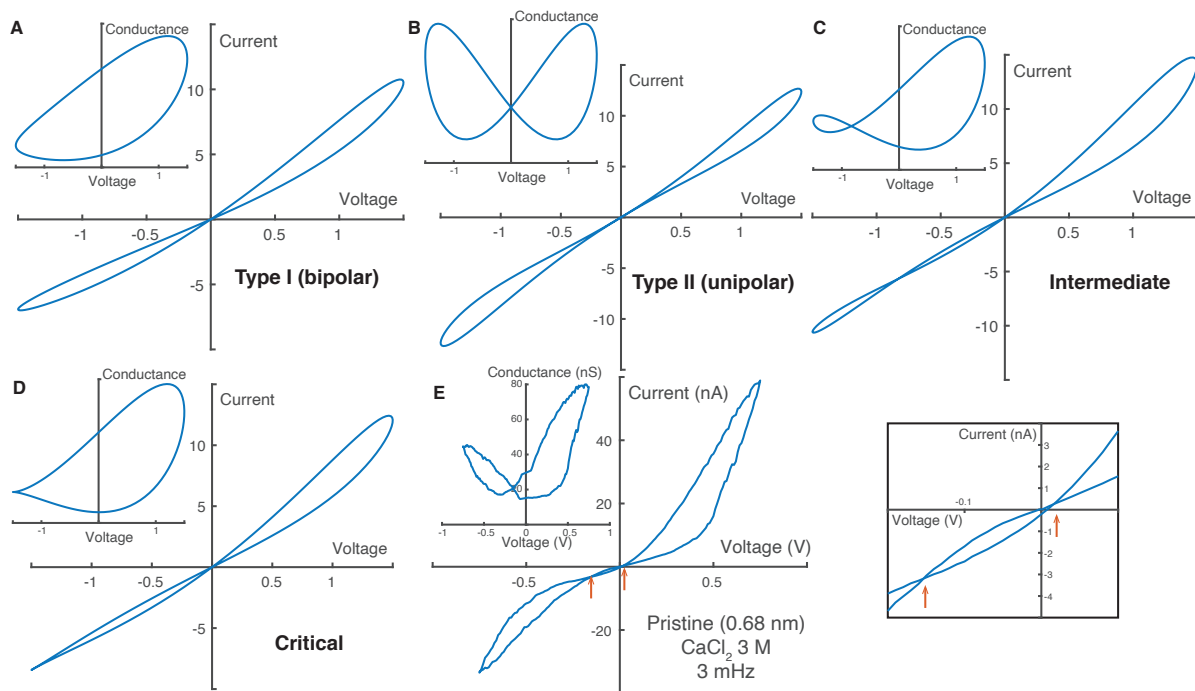 A
Conductance
Current
10
5
-1
1
Voltage
Voltage
-1
-0.5
0.5
1
-5
Type I (bipolar)
B
Conductance
Current
10
5
-1
1
Voltage
Voltage
-1
-0.5
0.5
1
-5
-10
Type II (unipolar)
C
Conductance
Current
10
5
-1
1
Voltage
Voltage
-1
-0.5
0.5
1
-5
-10
Intermediate
D
Conductance
Current
10
5
-1
1
Voltage
Voltage
-1
-0.5
0.5
1
-5
Critical
E
Conductance (nS)
80
60
40
20
-1
-0.5
0
0.5
1
Voltage (V)
Current (nA)
40
20
Voltage (V)
-0.5
0.5
-20
Pristine (0.68 nm)
CaCl₂ 3 M
3 mHz
Current (nA)
3
2
1
-0.1
Voltage (V)
-1
-2
-3
-4